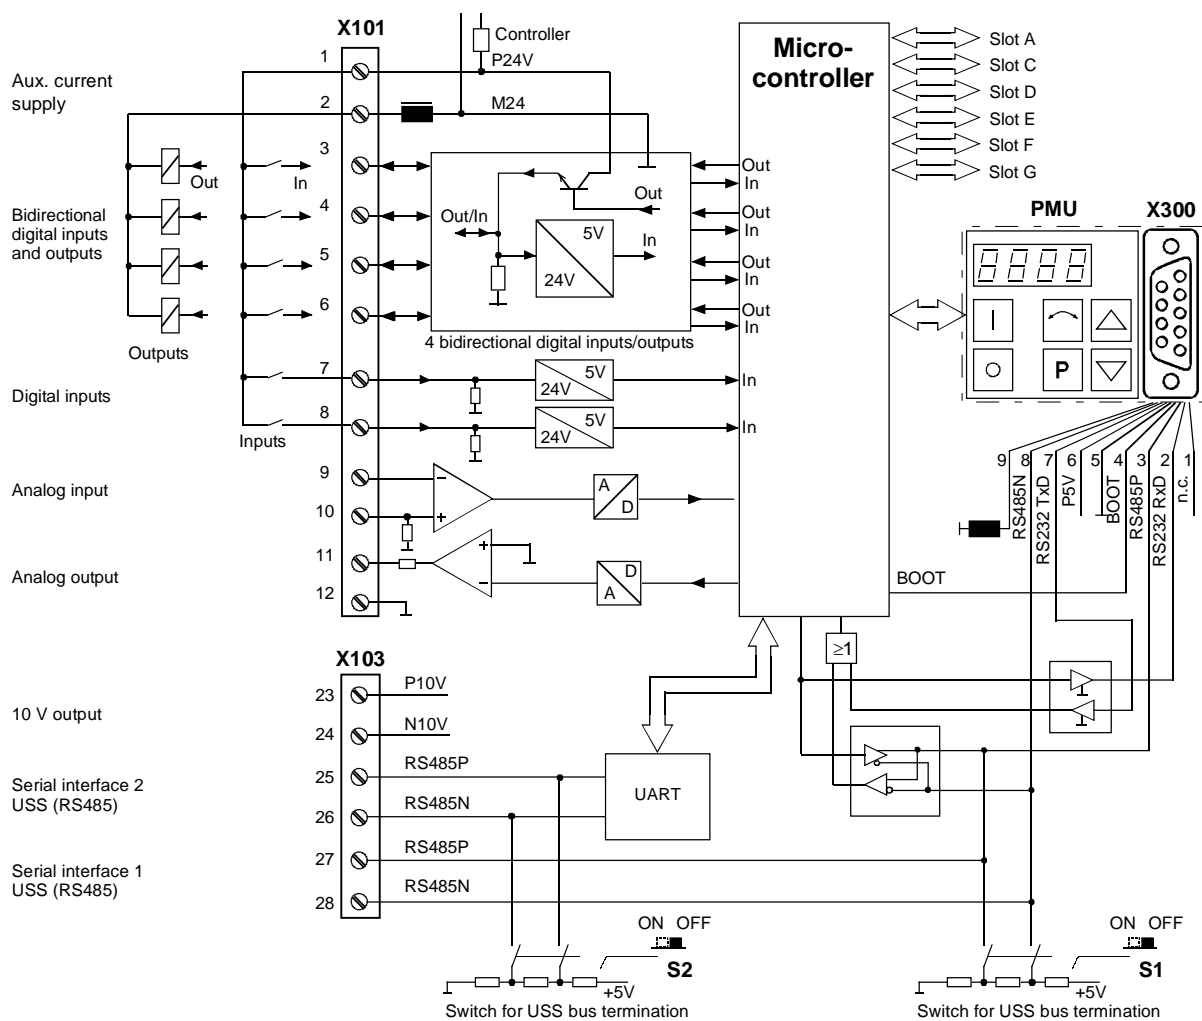 X101
Controller
P24V
Micro-
controller
Slot A
Slot C
Slot D
Slot E
Slot F
Slot G
Aux. current
supply
1
2
M24
3
4
5
6
Out
In
Bidirectional
digital inputs
and outputs
Outputs
Out/In
Out
In
5V
24V
Out
In
Out
In
Out
In
Out
In
4 bidirectional digital inputs/outputs
PMU
X300
8888
P
Digital inputs
7
8
Inputs
5V
24V
5V
24V
In
In
9 8 7 6 5 4 3 2 1
RS485N
RS232 TxD
P5V
BOOT
RS485P
RS232 RxD
n.c.
Analog input
9
10
A
D
Analog output
11
12
D
A
BOOT
≥1
X103
10 V output
23
P10V
24
N10V
Serial interface 2
USS (RS485)
25
RS485P
26
RS485N
UART
Serial interface 1
USS (RS485)
27
RS485P
28
RS485N
ON OFF
S2
+5V
Switch for USS bus termination
ON OFF
S1
+5V
Switch for USS bus termination